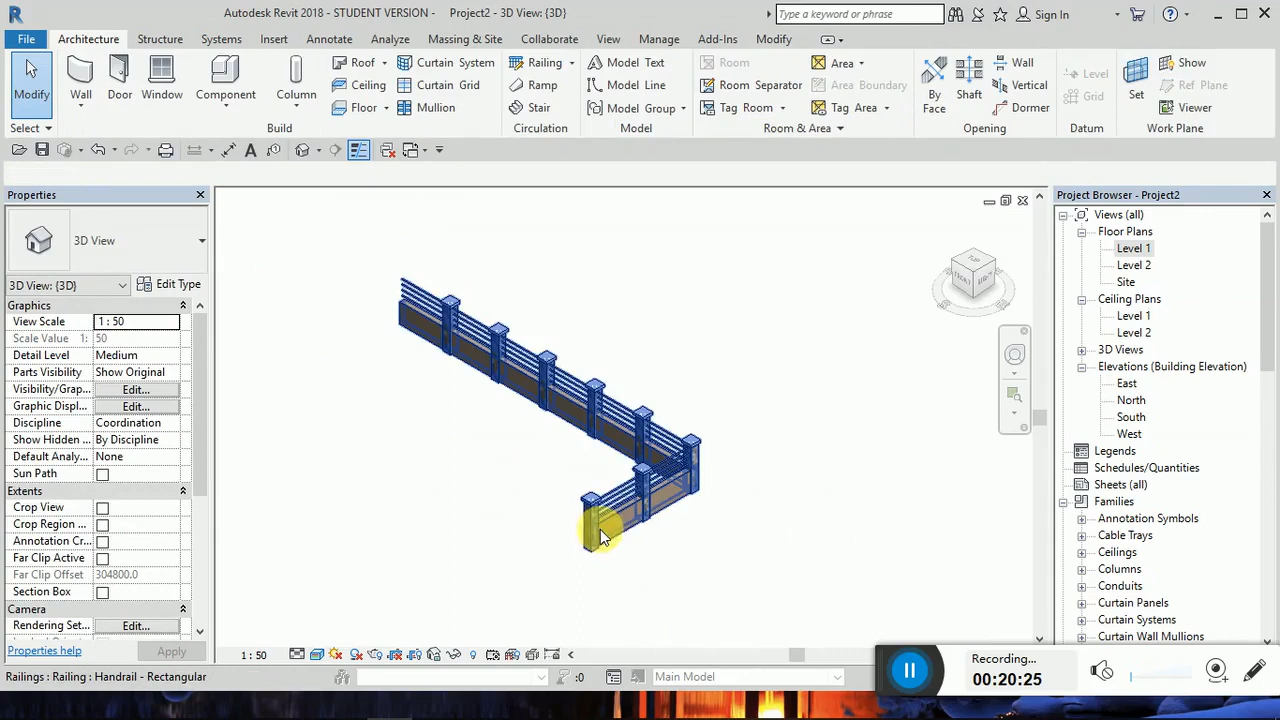 Autodesk Revit 2018 - STUDENT VERSION - Project2 - 3D View: {3D}
Type a keyword or phrase
Sign In
File Architecture Structure Systems Insert Annotate Analyze Massing & Site Collaborate View Manage Add-Ins Modify
Modify Wall Door Window Component Column
Roof Curtain System Railing Model Text Room Area Wall Level Show
Ceiling Curtain Grid Ramp Model Line Room Separator Area Boundary By Face Shaft Vertical Grid Set Ref Plane
Floor Mullion Stair Model Group Tag Room Tag Area Dormer Viewer
Select Build Circulation Model Room & Area Opening Datum Work Plane
Properties
3D View
3D View: {3D} Edit Type
Graphics
View Scale 1 : 50
Scale Value 1: 50
Detail Level Medium
Parts Visibility Show Original
Visibility/Grap... Edit...
Graphic Displ... Edit...
Discipline Coordination
Show Hidden ... By Discipline
Default Analy... None
Sun Path
Extents
Crop View
Crop Region ...
Annotation Cr...
Far Clip Active
Far Clip Offset 304800.0
Section Box
Camera
Rendering Set... Edit...
Properties help Apply
TOP
FRONT
RIGHT
Project Browser - Project2
Views (all)
Floor Plans
Level 1
Level 2
Site
Ceiling Plans
Level 1
Level 2
3D Views
Elevations (Building Elevation)
East
North
South
West
Legends
Schedules/Quantities
Sheets (all)
Families
Annotation Symbols
Cable Trays
Ceilings
Columns
Conduits
Curtain Panels
Curtain Systems
Curtain Wall Mullions
1 : 50
Railings : Railing : Handrail - Rectangular
:0
Main Model
Recording...
00:20:25